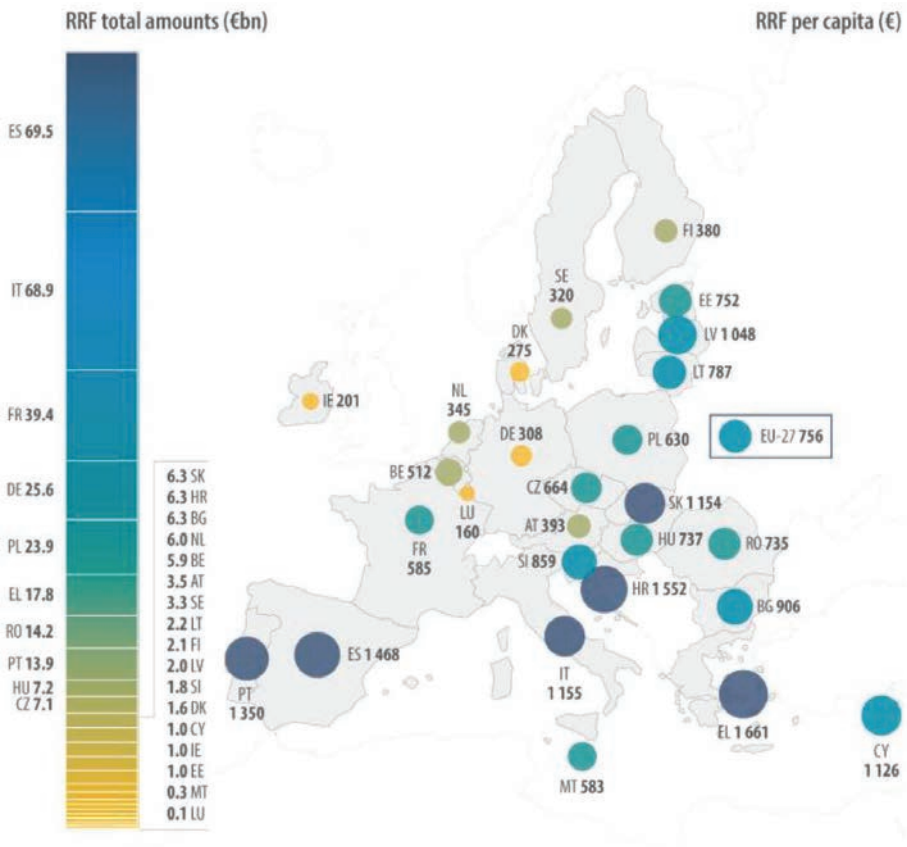 RRF total amounts (€bn)
RRF per capita (€)
ES 69.5
IT 68.9
FR 39.4
DE 25.6
PL 23.9
EL 17.8
RO 14.2
PT 13.9
HU 7.2
CZ 7.1
6.3 SK
6.3 HR
6.3 BG
6.0 NL
5.9 BE
3.5 AT
3.3 SE
2.2 LT
2.1 FI
2.0 LV
1.8 SI
1.6 DK
1.0 CY
1.0 IE
1.0 EE
0.3 MT
0.1 LU
FI 380
SE
320
EE 752
LV 1 048
DK
275
LT 787
IE 201
NL
345
DE 308
PL 630
EU-27 756
BE 512
CZ 664
LU
160
SK 1 154
AT 393
FR
585
HU 737
RO 735
SI 859
HR 1 552
BG 906
ES 1 468
IT
1 155
PT
1 350
EL 1 661
CY
1 126
MT 583